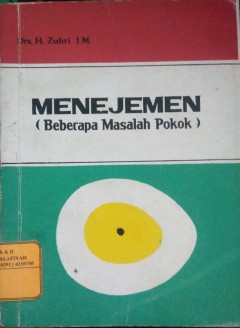 Drs. H. Zuhri I.M.
MENEJEMEN
( Beberapa Masalah Pokok )